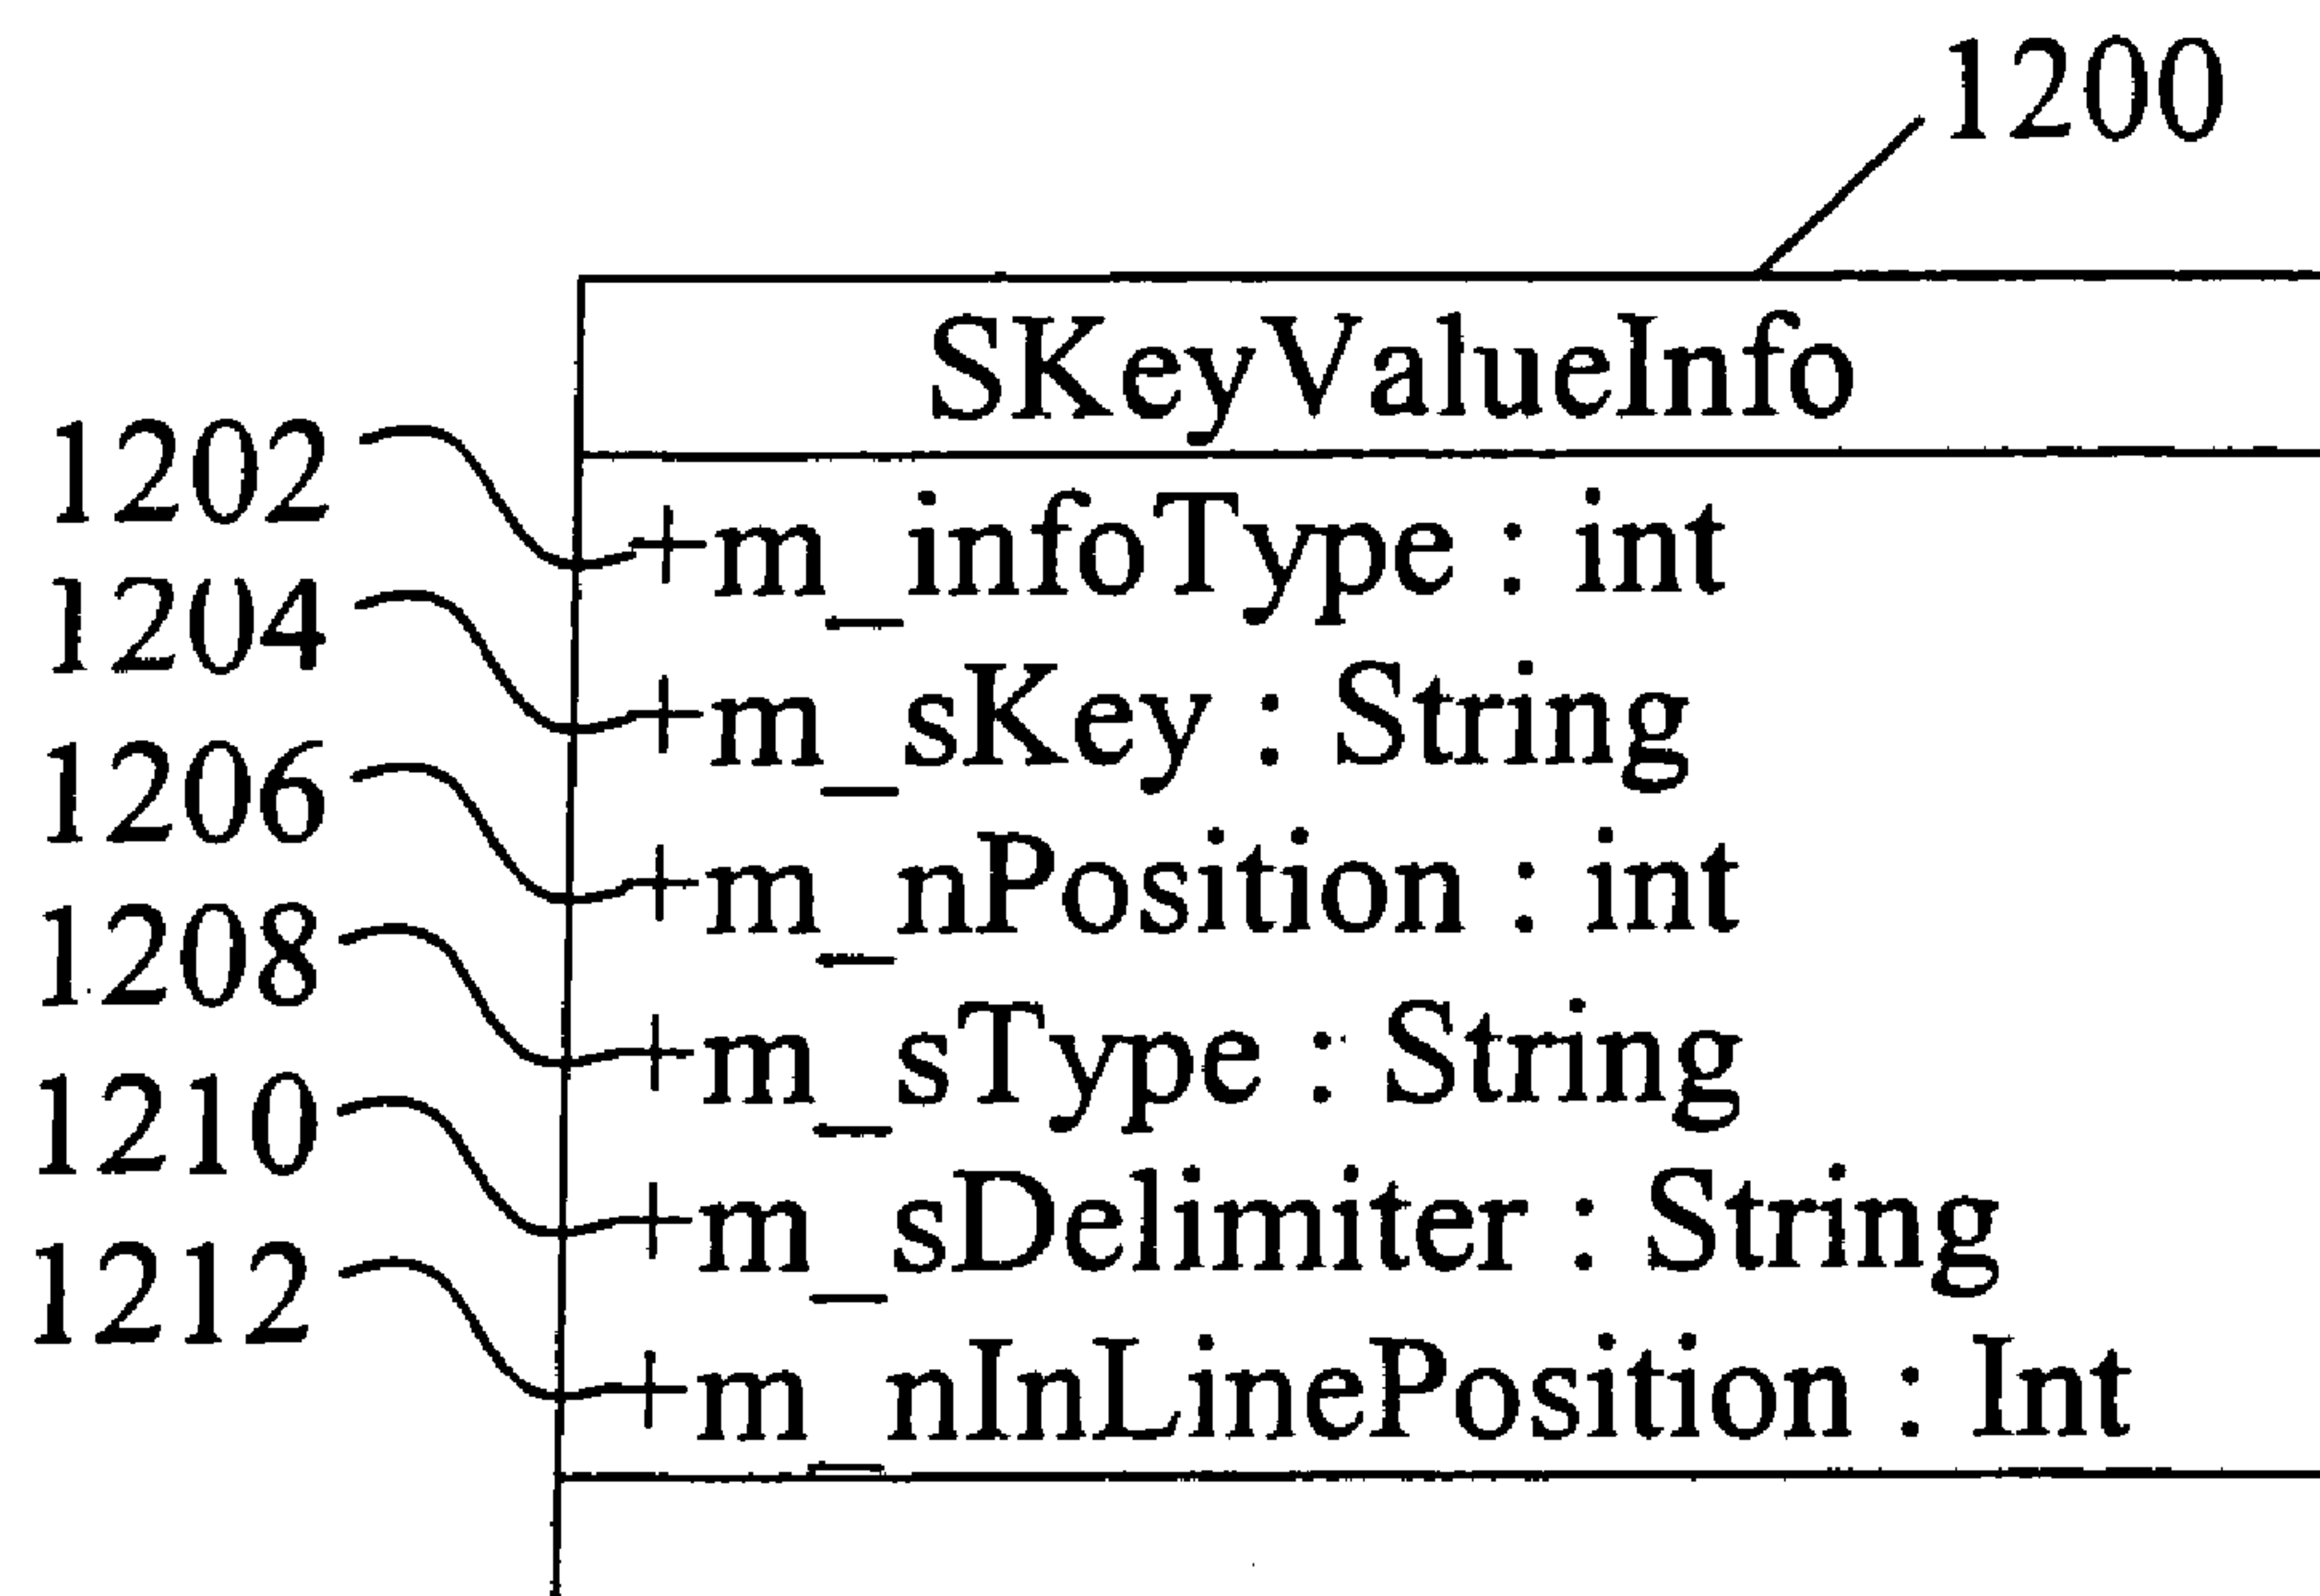 1200
SKeyValueInfo
1202 +m_infoType : int
1204 +m_sKey : String
1206 +m_nPosition : int
1208 +m_sType : String
1210 +m_sDelimiter : String
1212 +m_nInLinePosition : Int